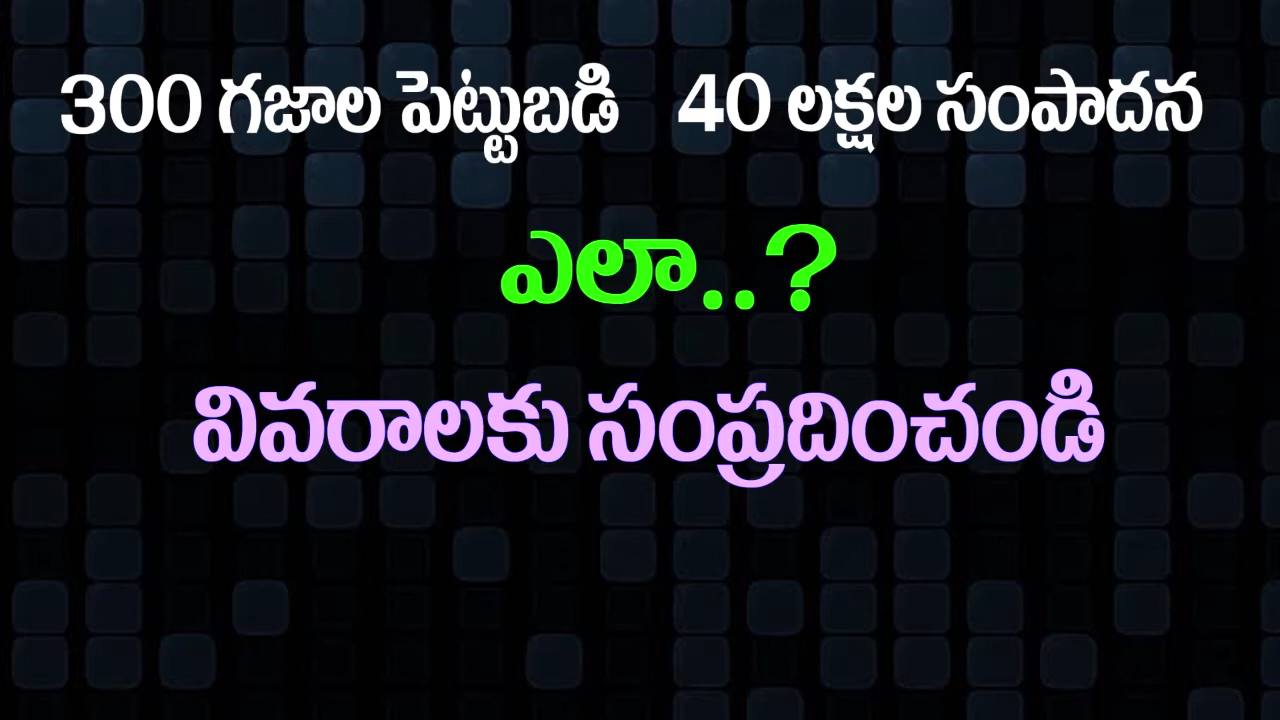 300 గజాల పెట్టుబడి 40 లక్షల సంపాదన
ఎలా..?
వివరాలకు సంప్రదించండి